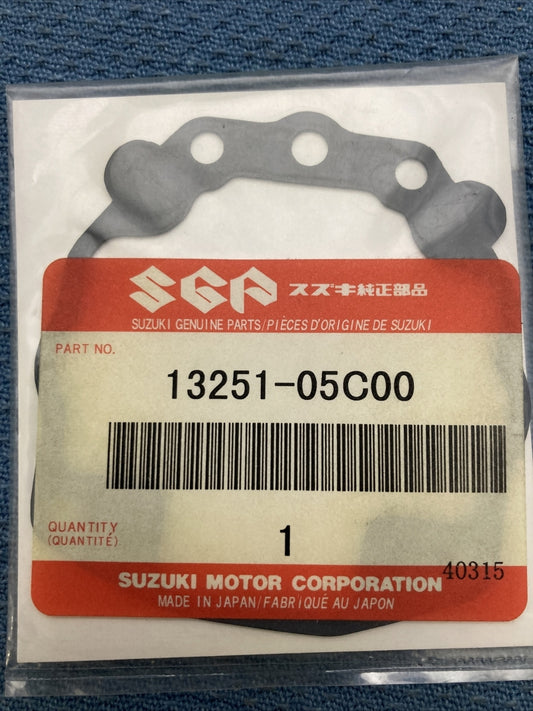 SGP スズキ純正部品
SUZUKI GENUINE PARTS/PIÈCES D'ORIGINE DE SUZUKI
PART NO.
13251-05C00
QUANTITY
(QUANTITÉ).
1
40315
SUZUKI MOTOR CORPORATION
MADE IN JAPAN/FABRIQUÉ AU JAPON